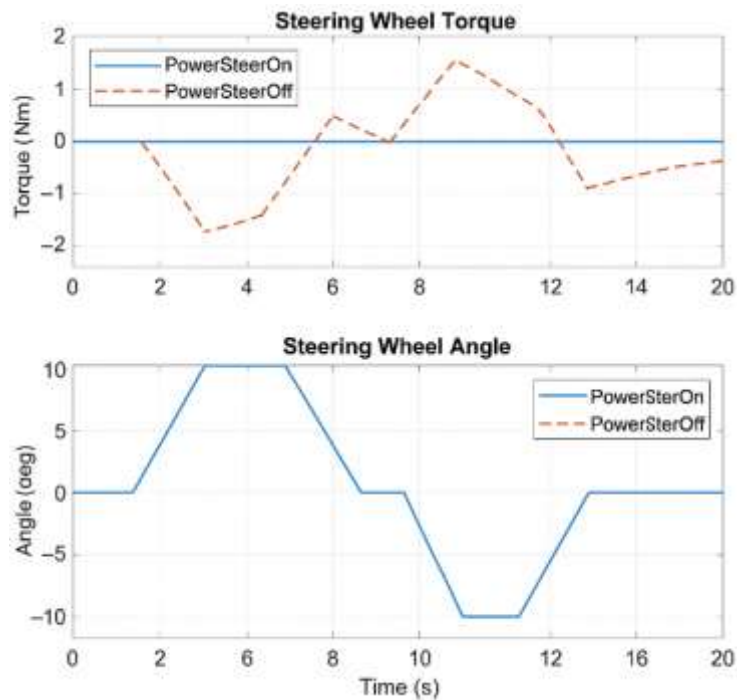 Steering Wheel Torque
2
PowerSteerOn
PowerSteerOff
1
0
−1
−2
Torque (Nm)
0 2 4 6 8 12 14 20
Steering Wheel Angle
10
PowerSterOn
PowerSterOff
5
0
−5
−10
Angle (ɑeg)
0 2 4 6 8 10 12 20
Time (s)